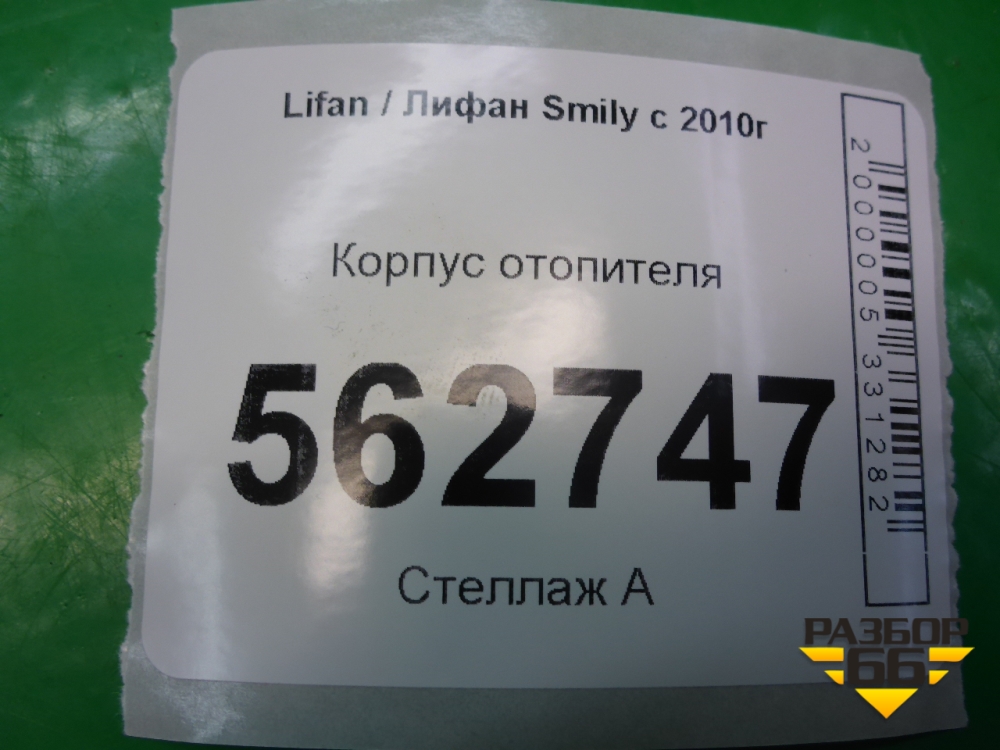 Lifan / Лифан Smily с 2010г
Корпус отопителя
562747
Стеллаж А
2000005331282
РАЗБОР
66